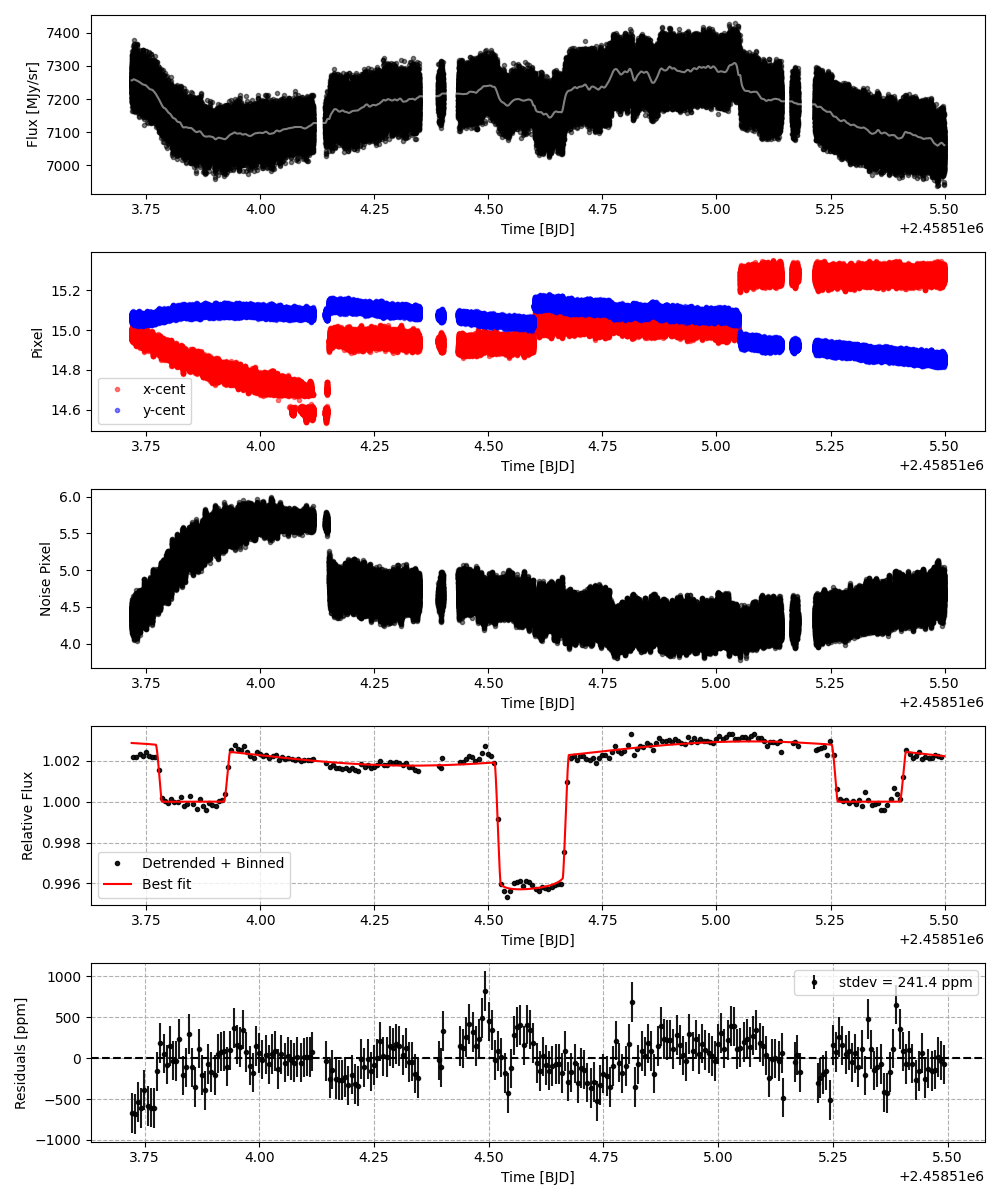 7400
7300
7200
7100
7000
Flux [MJy/sr]
3.75 4.00 4.25 4.50 4.75 5.00 5.25 5.50
Time [BJD]
+2.45851e6
15.2
15.0
14.8
14.6
Pixel
x-cent
y-cent
3.75 4.00 4.25 4.50 4.75 5.00 5.25 5.50
Time [BJD]
+2.45851e6
6.0
5.5
5.0
4.5
4.0
Noise Pixel
3.75 4.00 4.25 4.50 4.75 5.00 5.25 5.50
Time [BJD]
+2.45851e6
1.002
1.000
0.998
0.996
Relative Flux
Detrended + Binned
Best fit
3.75 4.00 4.25 4.50 4.75 5.00 5.25 5.50
Time [BJD]
+2.45851e6
1000
500
0
−500
−1000
Residuals [ppm]
stdev = 241.4 ppm
3.75 4.00 4.25 4.50 4.75 5.00 5.25 5.50
Time [BJD]
+2.45851e6